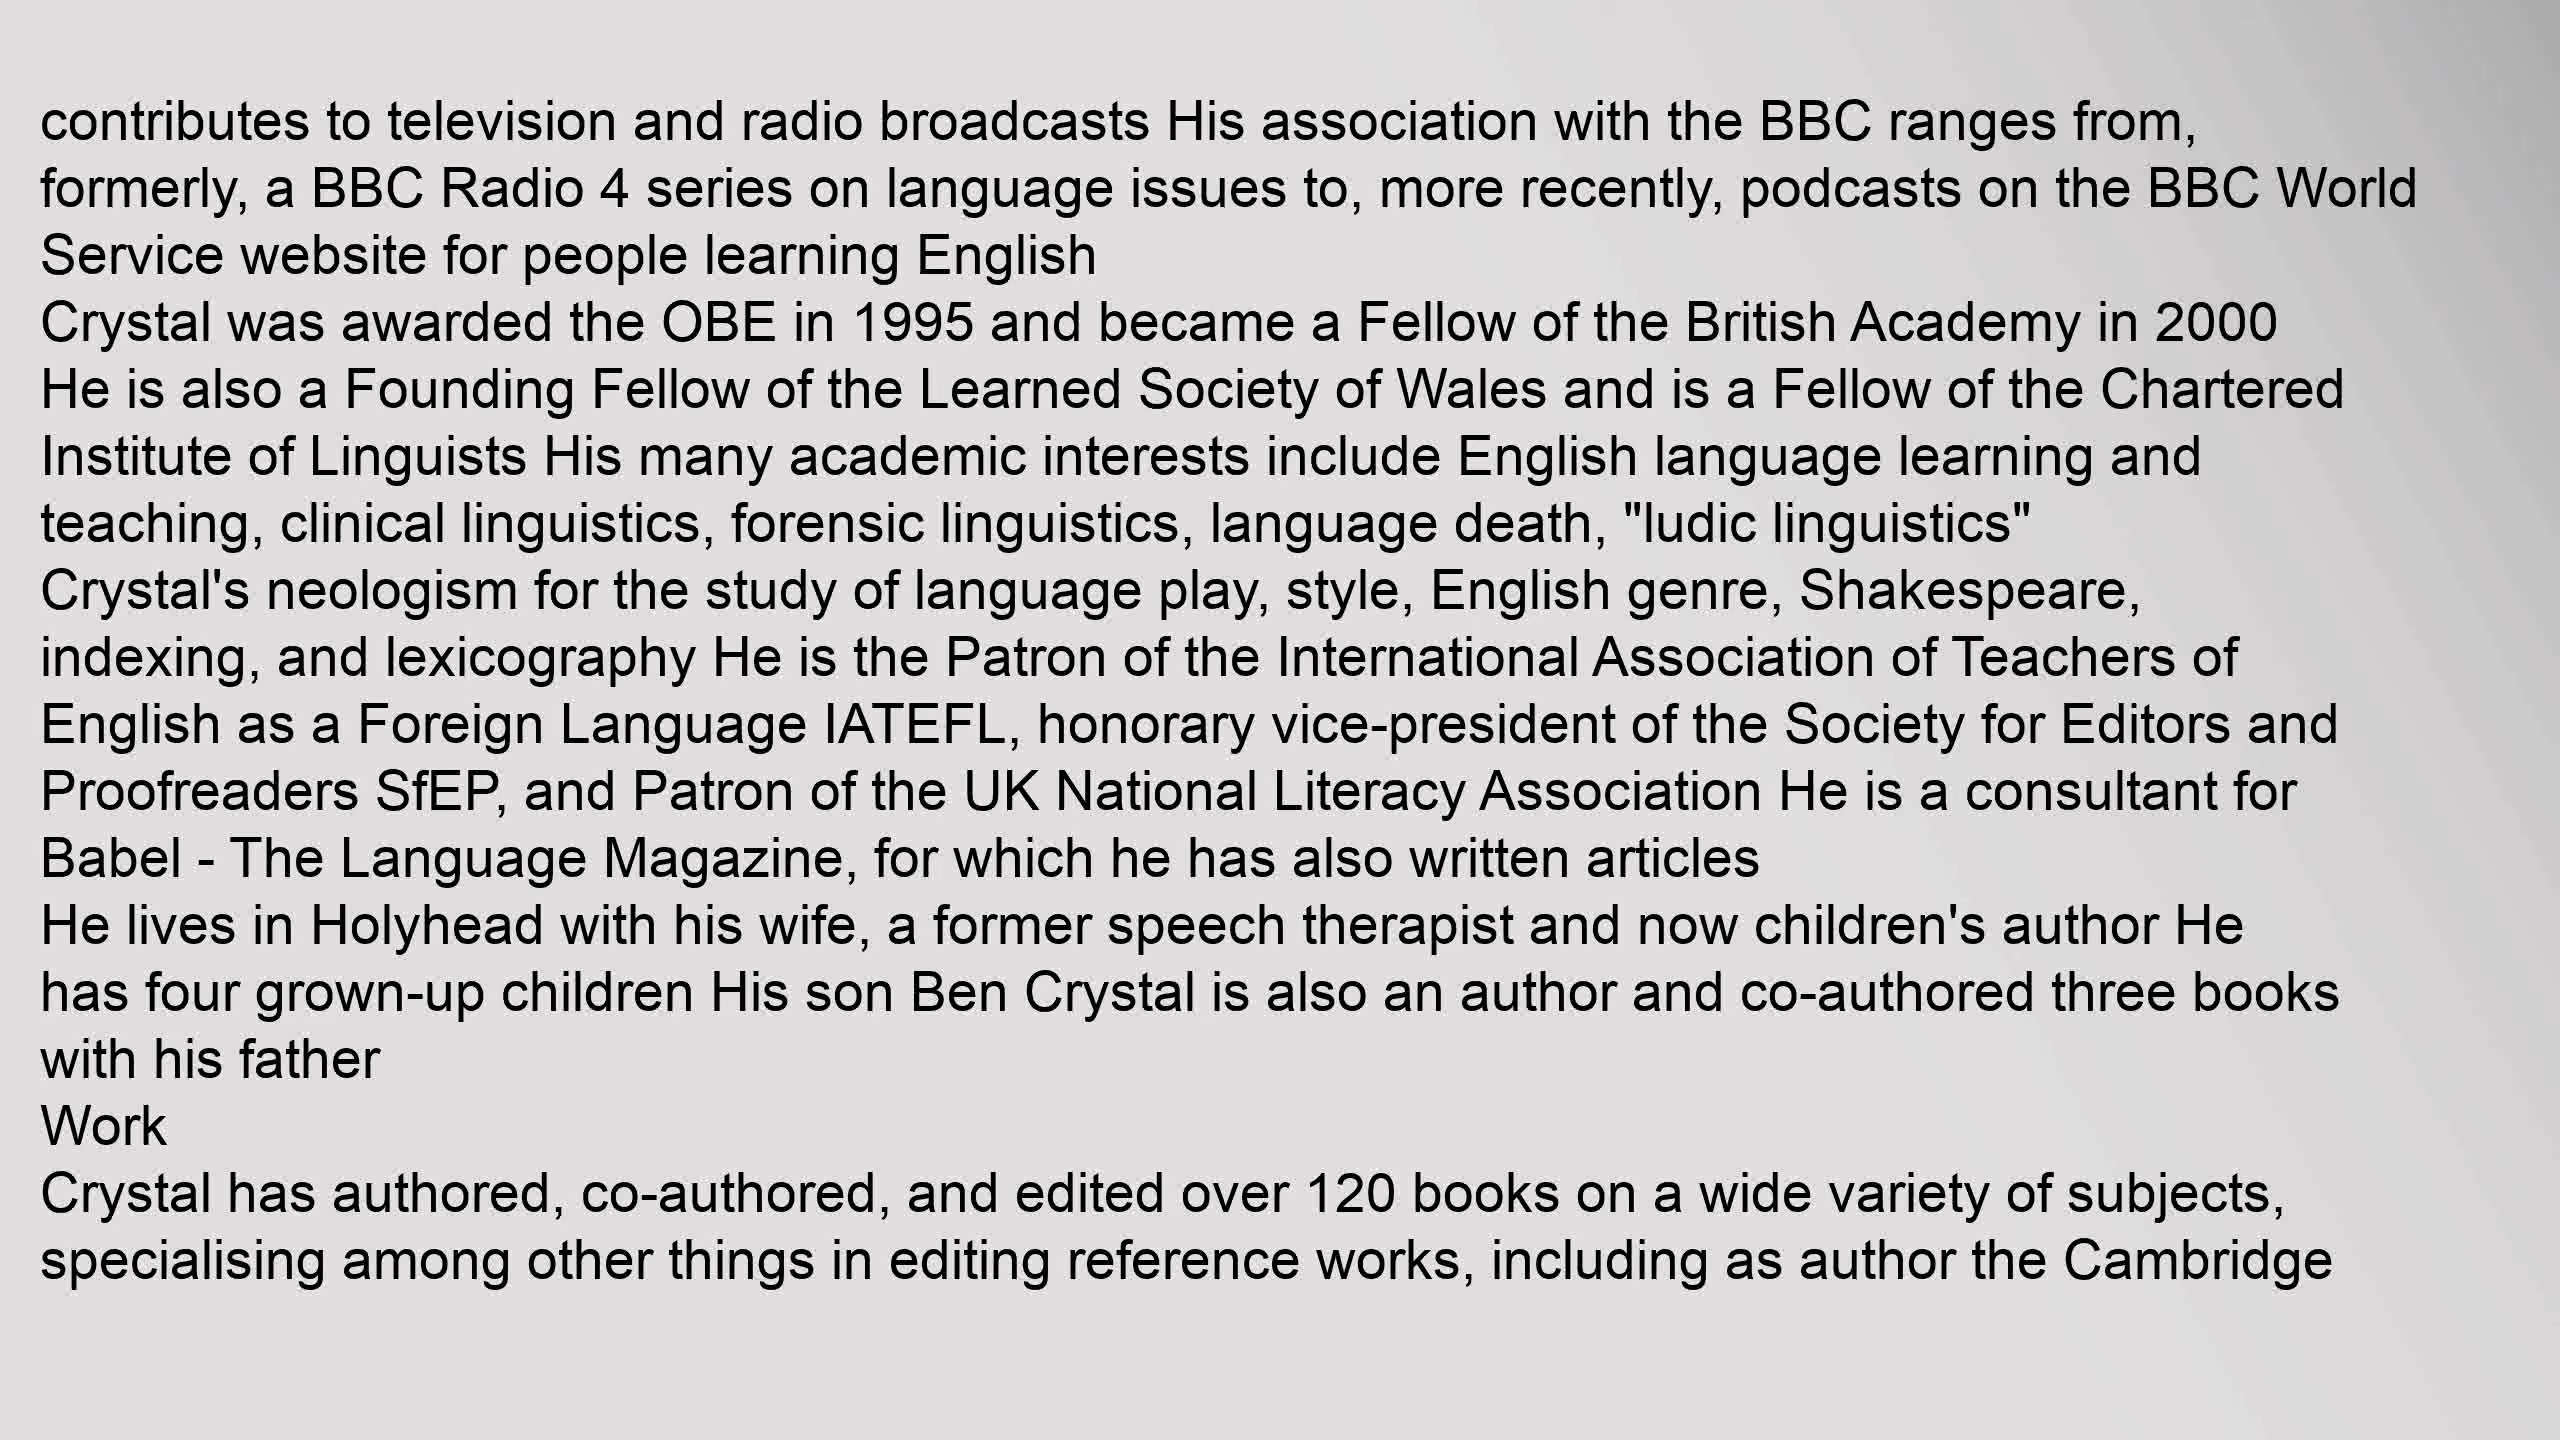 contributes to television and radio broadcasts His association with the BBC ranges from,
formerly, a BBC Radio 4 series on language issues to, more recently, podcasts on the BBC World
Service website for people learning English
Crystal was awarded the OBE in 1995 and became a Fellow of the British Academy in 2000
He is also a Founding Fellow of the Learned Society of Wales and is a Fellow of the Chartered
Institute of Linguists His many academic interests include English language learning and
teaching, clinical linguistics, forensic linguistics, language death, "ludic linguistics"
Crystal's neologism for the study of language play, style, English genre, Shakespeare,
indexing, and lexicography He is the Patron of the International Association of Teachers of
English as a Foreign Language IATEFL, honorary vice-president of the Society for Editors and
Proofreaders SfEP, and Patron of the UK National Literacy Association He is a consultant for
Babel - The Language Magazine, for which he has also written articles
He lives in Holyhead with his wife, a former speech therapist and now children's author He
has four grown-up children His son Ben Crystal is also an author and co-authored three books
with his father
Work
Crystal has authored, co-authored, and edited over 120 books on a wide variety of subjects,
specialising among other things in editing reference works, including as author the Cambridge